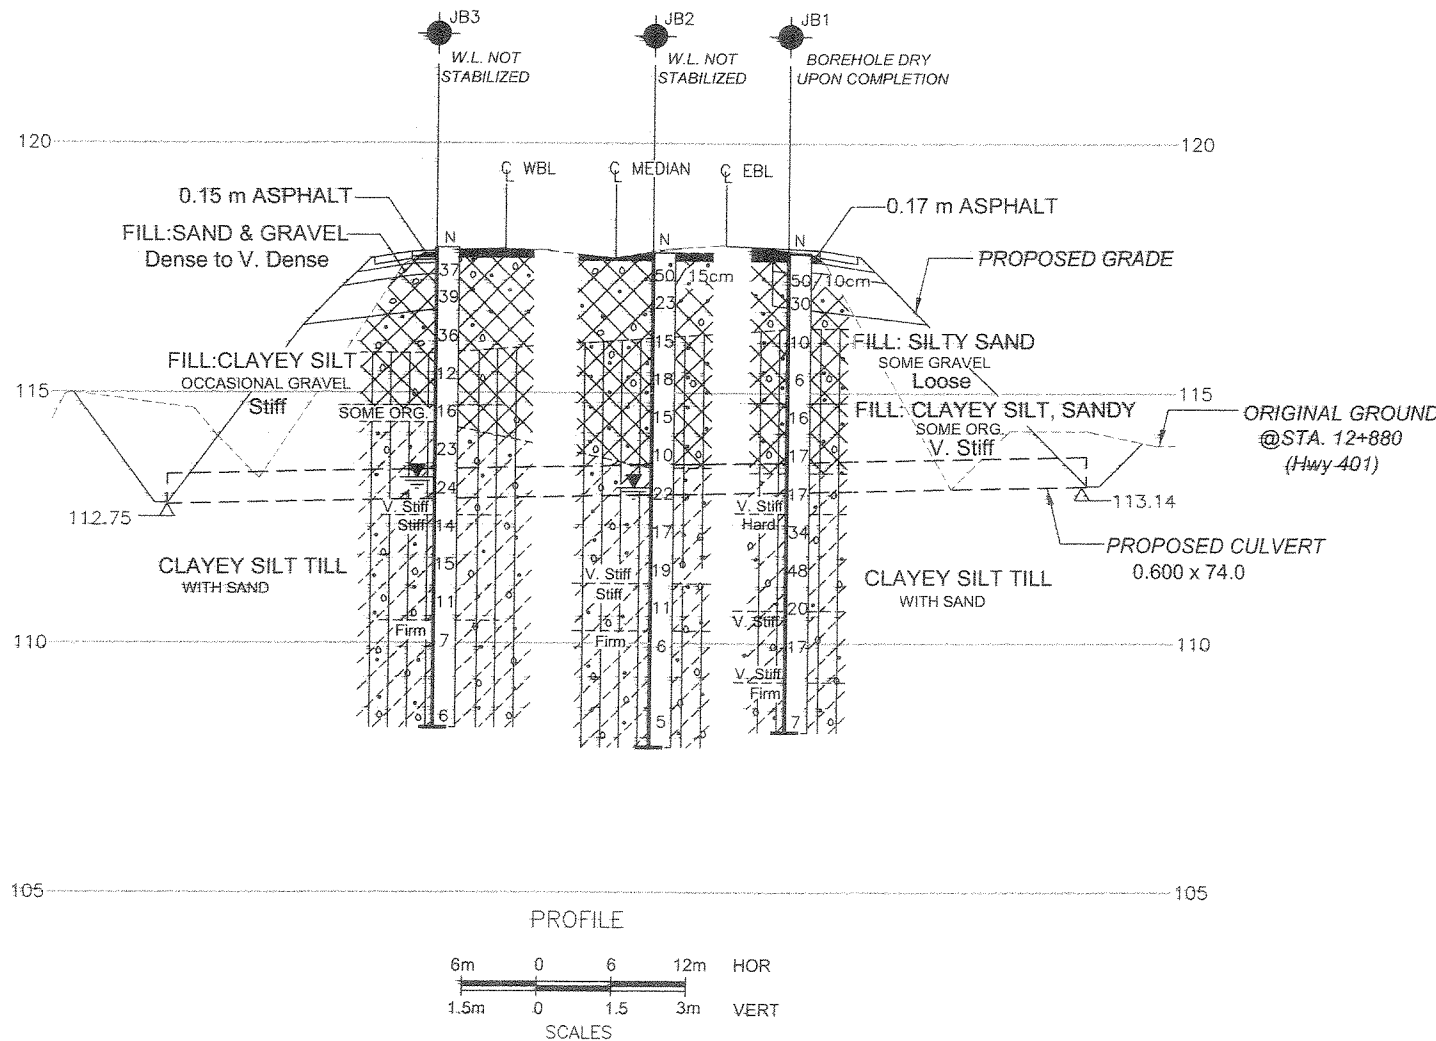 JB3
JB2
JB1
W.L. NOT
STABILIZED
W.L. NOT
STABILIZED
BOREHOLE DRY
UPON COMPLETION
120
120
℄ WBL
℄ MEDIAN
℄ EBL
0.15 m ASPHALT
0.17 m ASPHALT
FILL:SAND & GRAVEL
Dense to V. Dense
N
N
N
PROPOSED GRADE
37
39
36
12
16
23
24
14
15
11
7
6
50/15cm
23
15
18
15
10
22
17
19
11
6
5
50/10cm
30
10
6
16
17
17
34
48
20
17
7
FILL:CLAYEY SILT
OCCASIONAL GRAVEL
Stiff
SOME ORG.
FILL: SILTY SAND
SOME GRAVEL
Loose
FILL: CLAYEY SILT, SANDY
SOME ORG.
V. Stiff
115
115
ORIGINAL GROUND
@STA. 12+880
(Hwy 401)
112.75
113.14
V. Stiff
Stiff
Firm
V. Stiff
Stiff
Firm
V. Stiff
Hard
V. Stiff
V. Stiff
Firm
PROPOSED CULVERT
0.600 x 74.0
CLAYEY SILT TILL
WITH SAND
CLAYEY SILT TILL
WITH SAND
110
110
105
105
PROFILE
6m 0 6 12m HOR
1.5m 0 1.5 3m VERT
SCALES